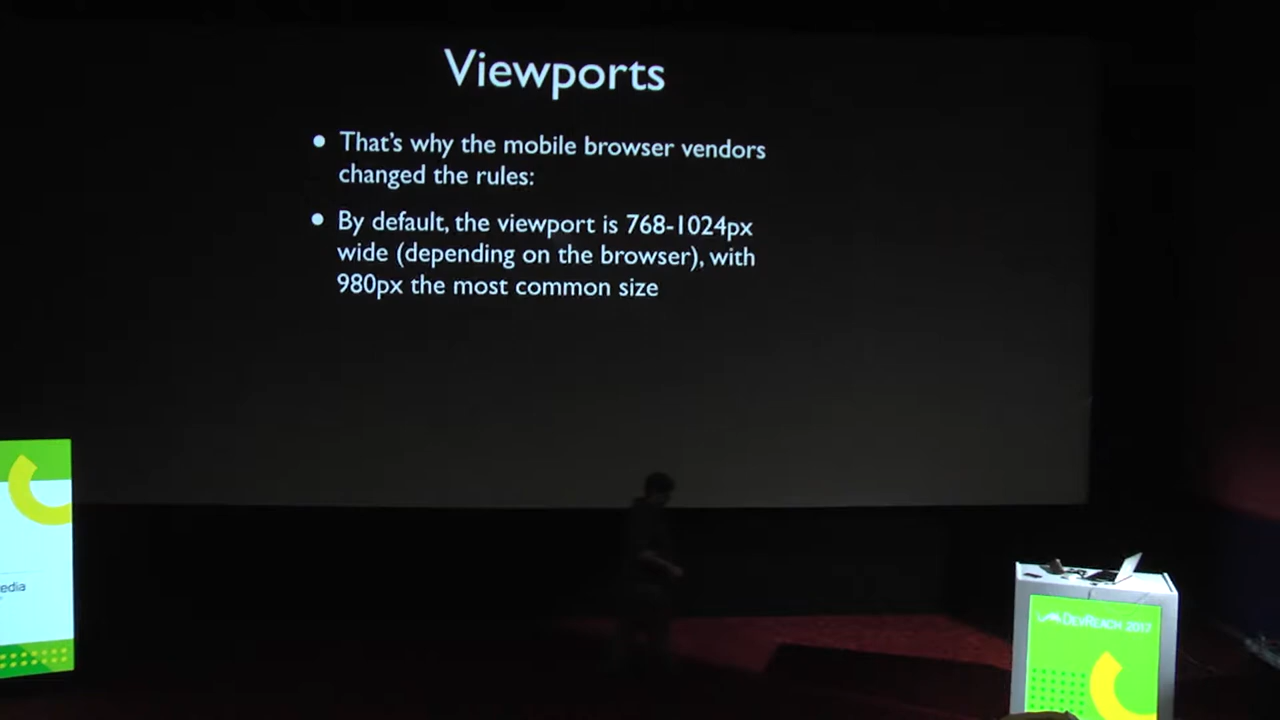 Viewports
• That's why the mobile browser vendors
changed the rules:
• By default, the viewport is 768-1024px
wide (depending on the browser), with
980px the most common size
edia
DEVREACH 2017